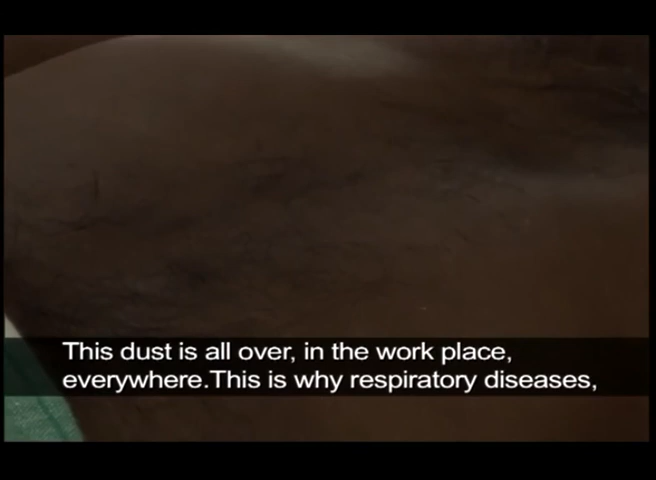 This dust is all over, in the work place,
everywhere.This is why respiratory diseases,